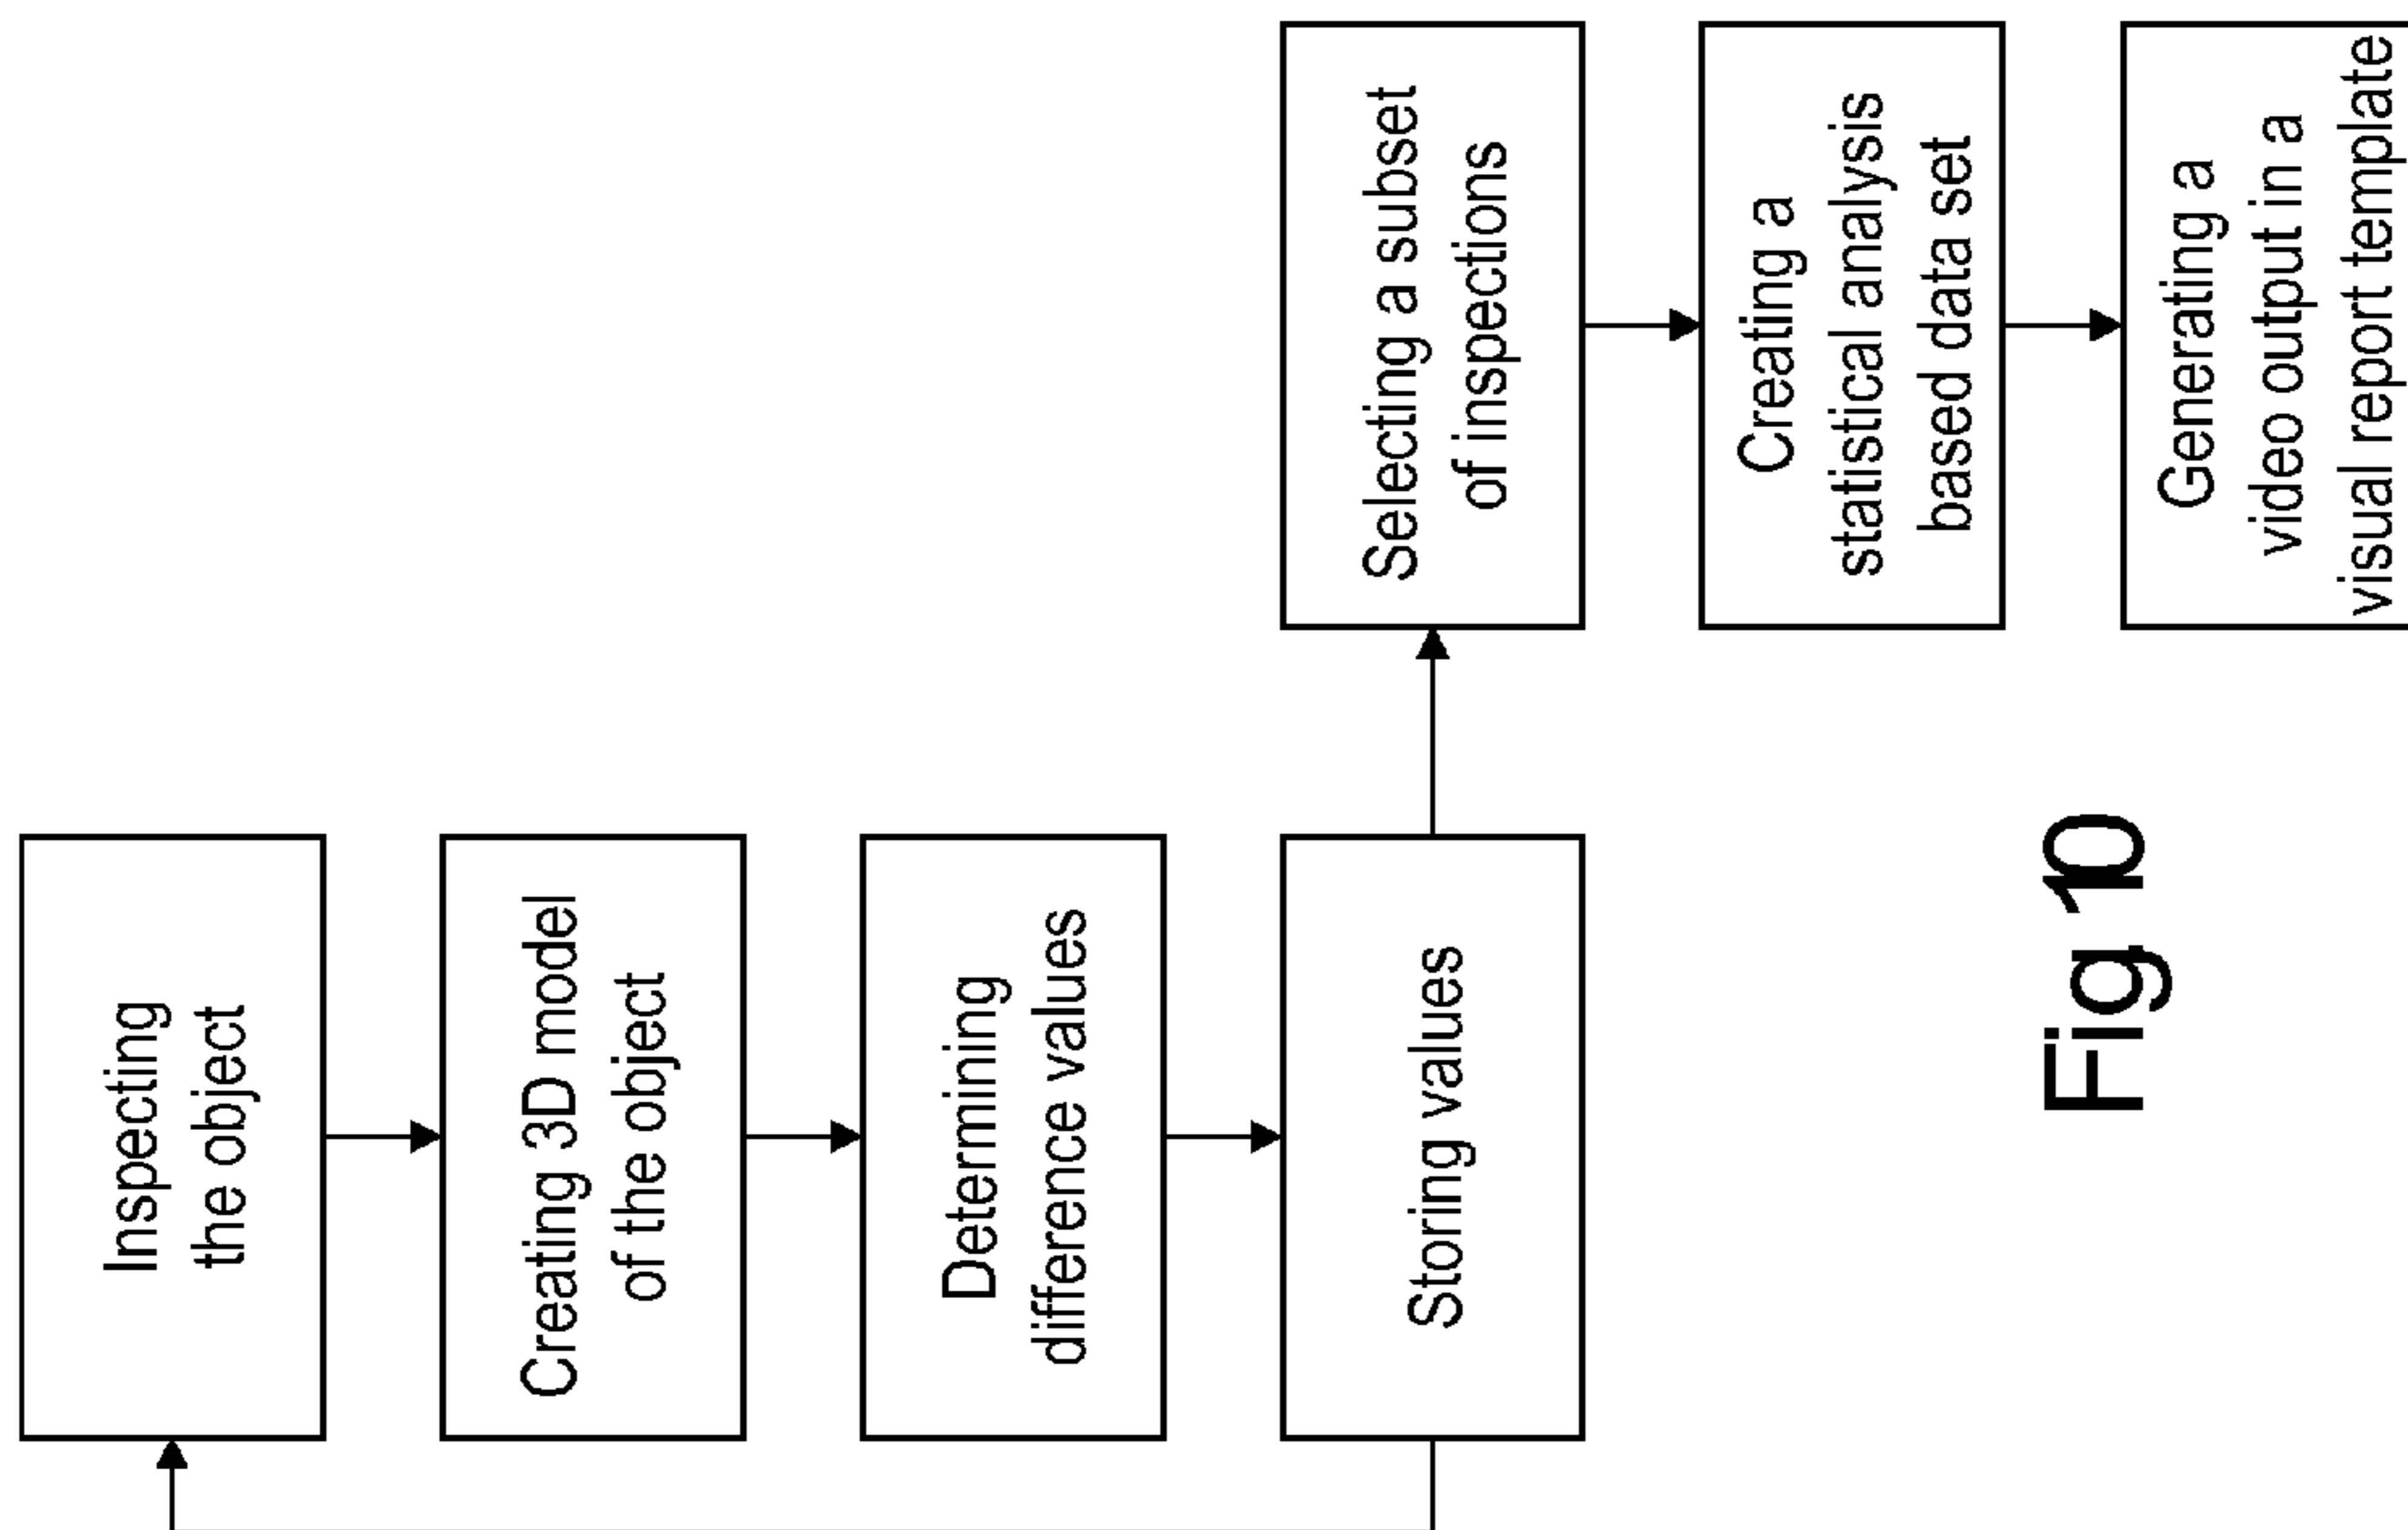 Inspecting
the object
Creating 3D model
of the object
Determining
difference values
Storing values
Selecting a subset
of inspections
Creating a
statistical analysis
based data set
Generating a
video output in a
visual report template
Fig 10